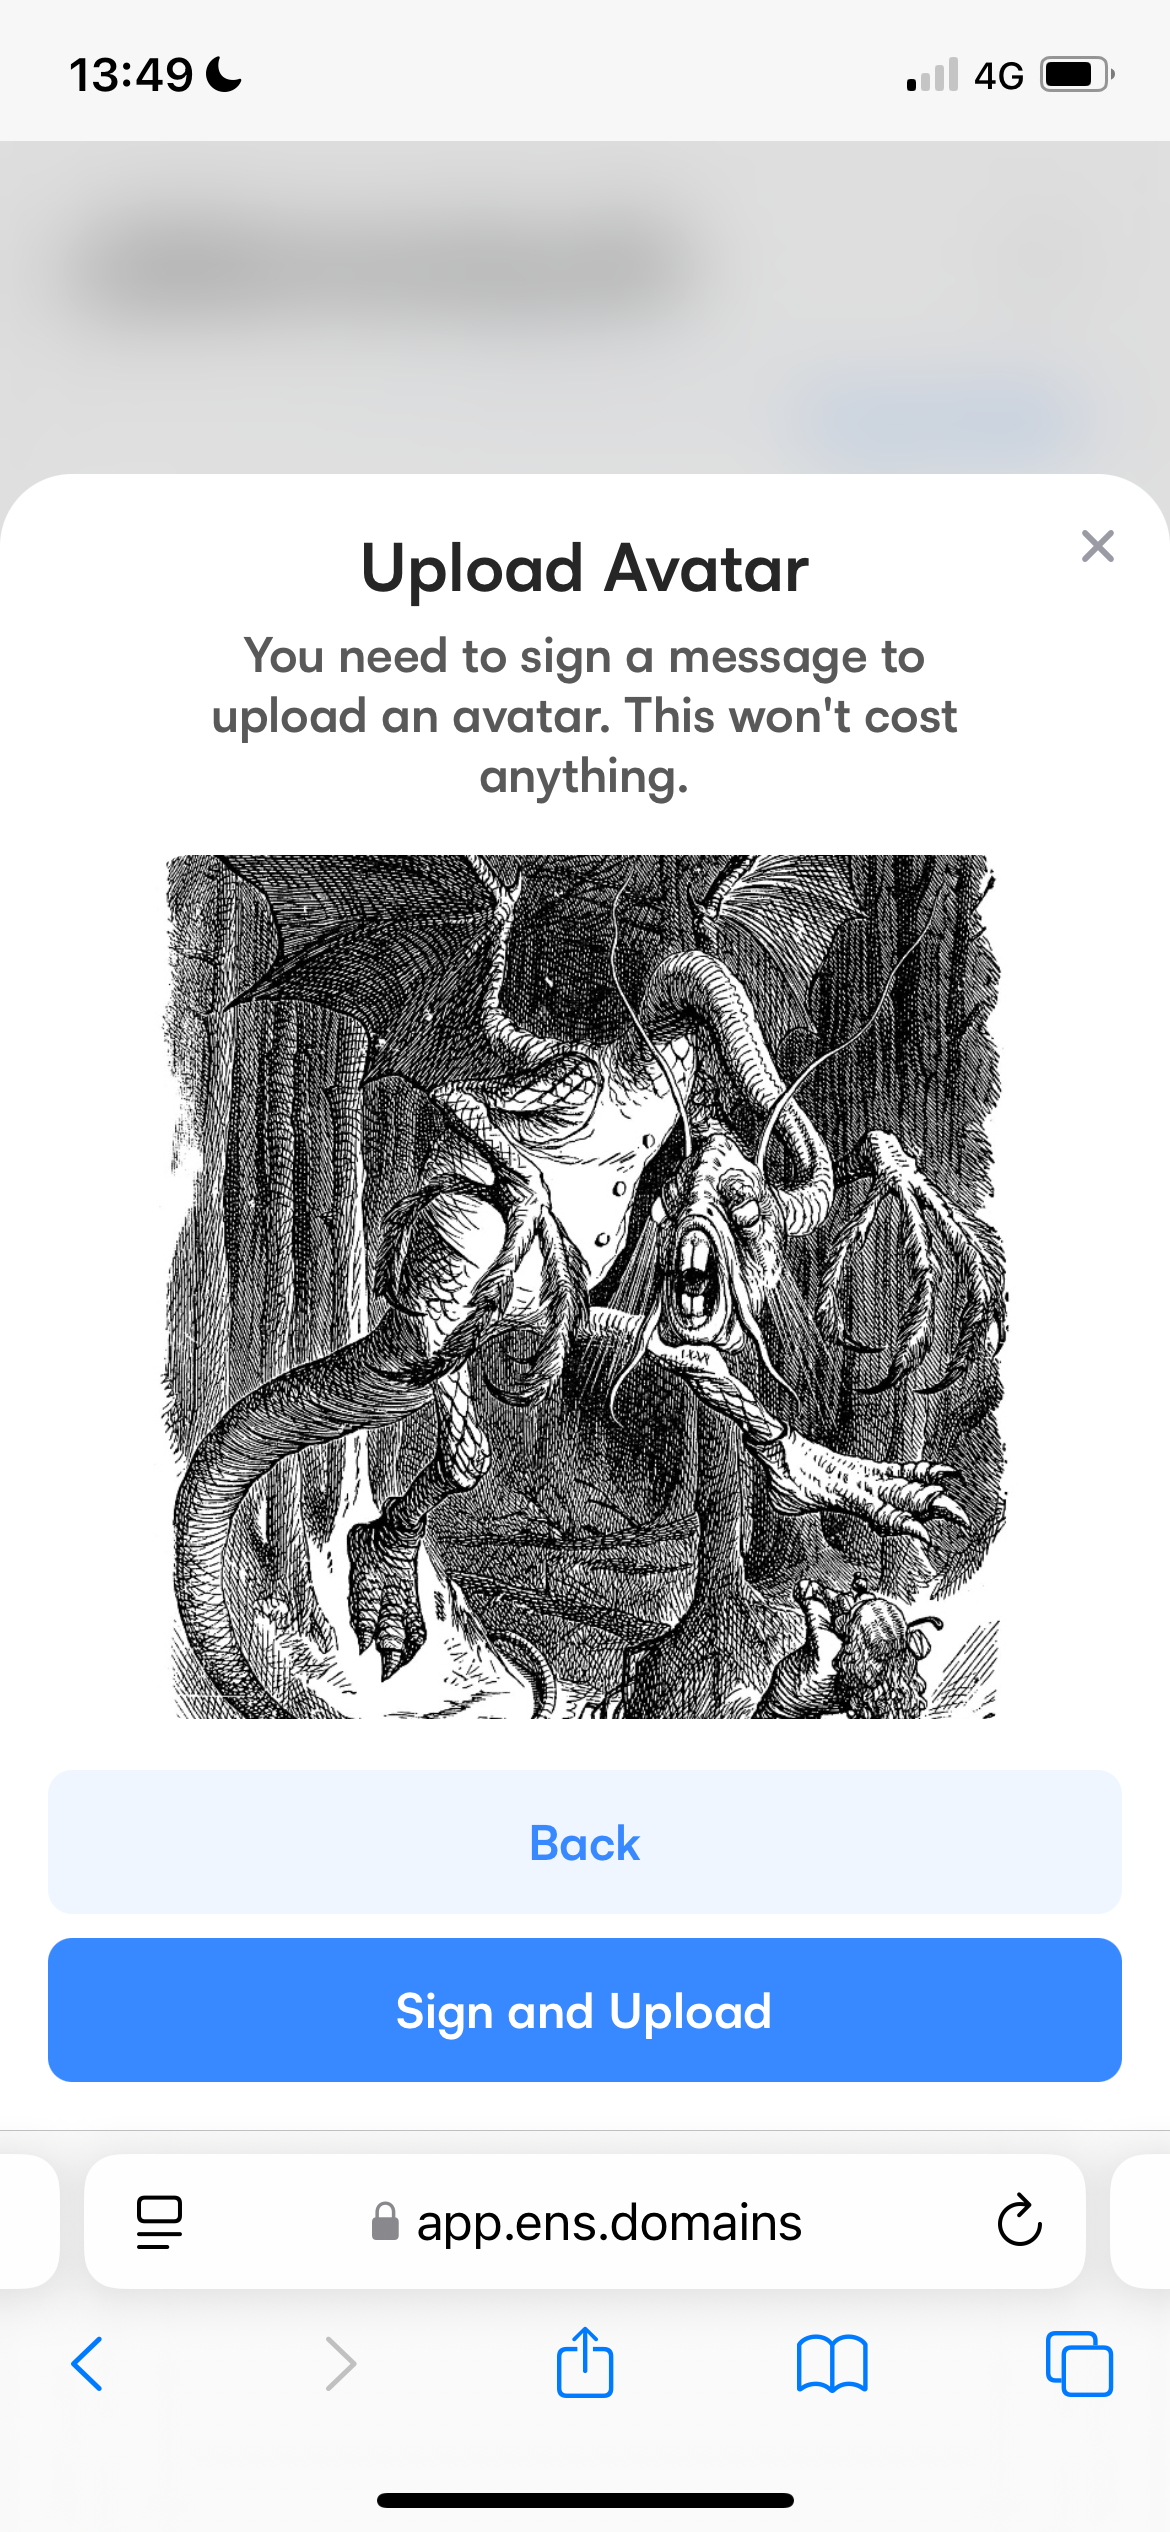 13:49
4G
Upload Avatar
You need to sign a message to
upload an avatar. This won't cost
anything.
Back
Sign and Upload
app.ens.domains